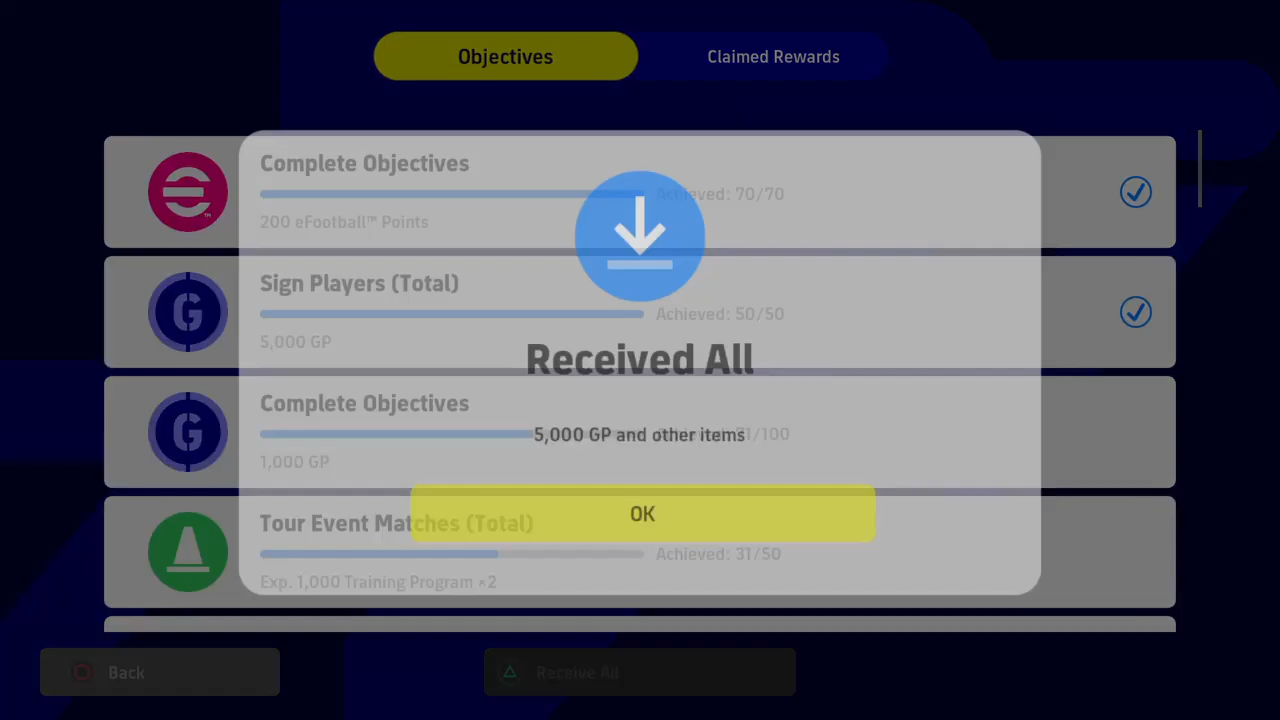 Objectives
Claimed Rewards
Complete Objectives
Achieved: 70/70
200 eFootball™ Points
Sign Players (Total)
Achieved: 50/50
5,000 GP
Received All
Complete Objectives
5,000 GP and other items
1/100
1,000 GP
OK
Tour Event Matches (Total)
Achieved: 31/50
Exp. 1,000 Training Program ×2
Back
Receive All